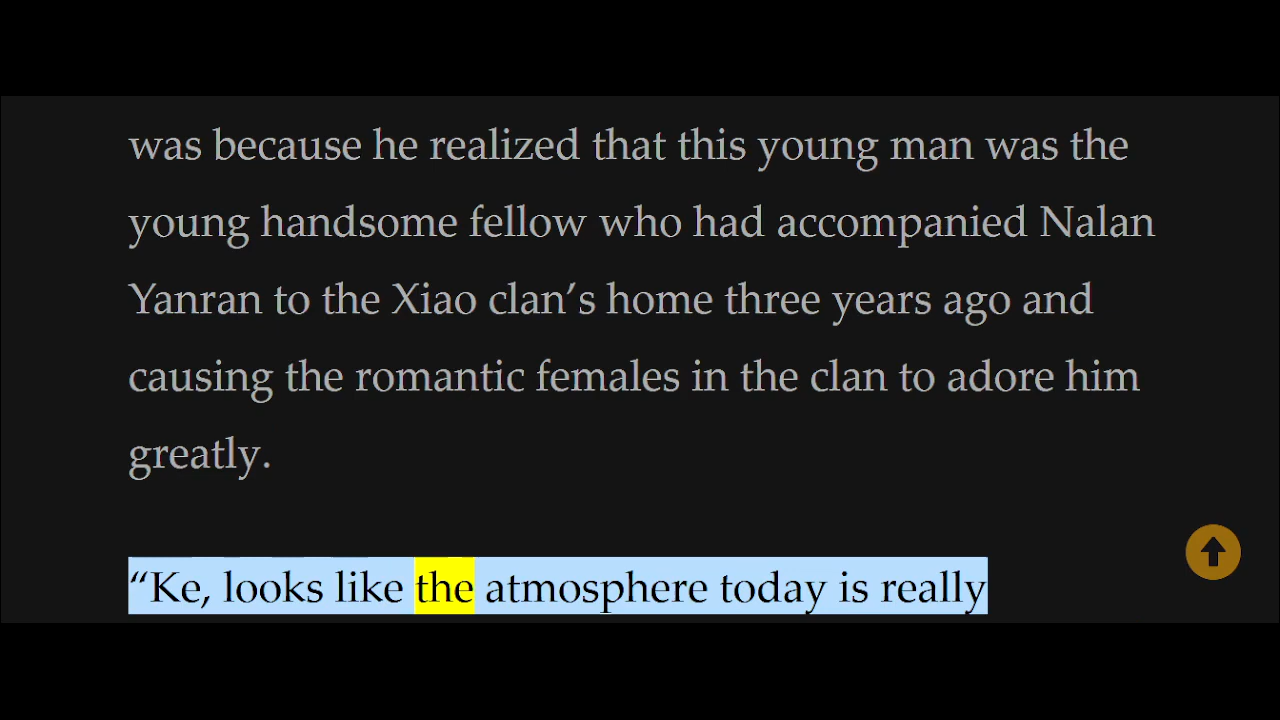 was because he realized that this young man was the
young handsome fellow who had accompanied Nalan
Yanran to the Xiao clan’s home three years ago and
causing the romantic females in the clan to adore him
greatly.
“Ke, looks like the atmosphere today is really